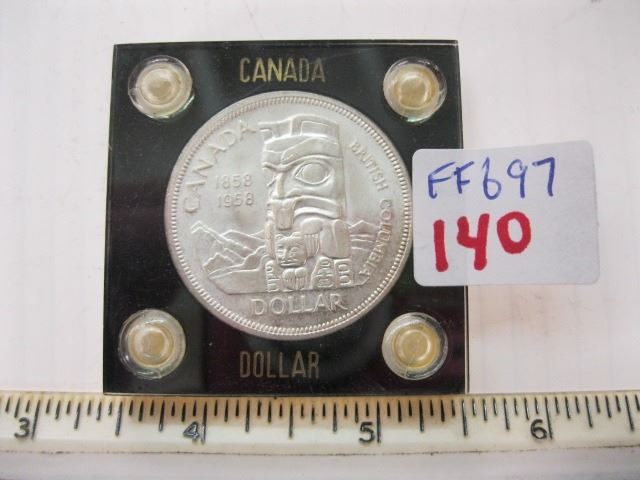 CANADA
CANADA
1858
1958
BRITISH COLUMBIA
DOLLAR
DOLLAR
FF697
140
3 4 5 6